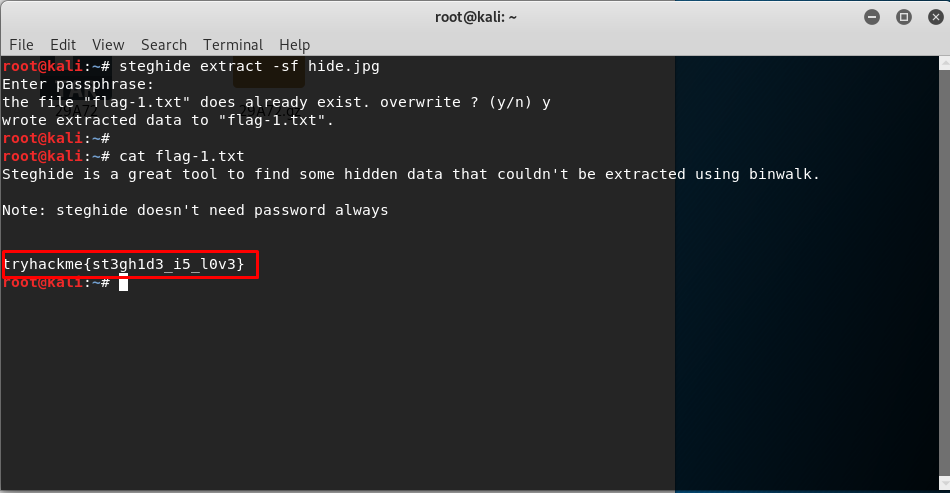 root@kali: ~
File Edit View Search Terminal Help
root@kali:~# steghide extract -sf hide.jpg
Enter passphrase:
the file "flag-1.txt" does already exist. overwrite ? (y/n) y
wrote extracted data to "flag-1.txt".
root@kali:~#
root@kali:~# cat flag-1.txt
Steghide is a great tool to find some hidden data that couldn't be extracted using binwalk.
Note: steghide doesn't need password always
tryhackme{st3gh1d3_i5_l0v3}
root@kali:~#